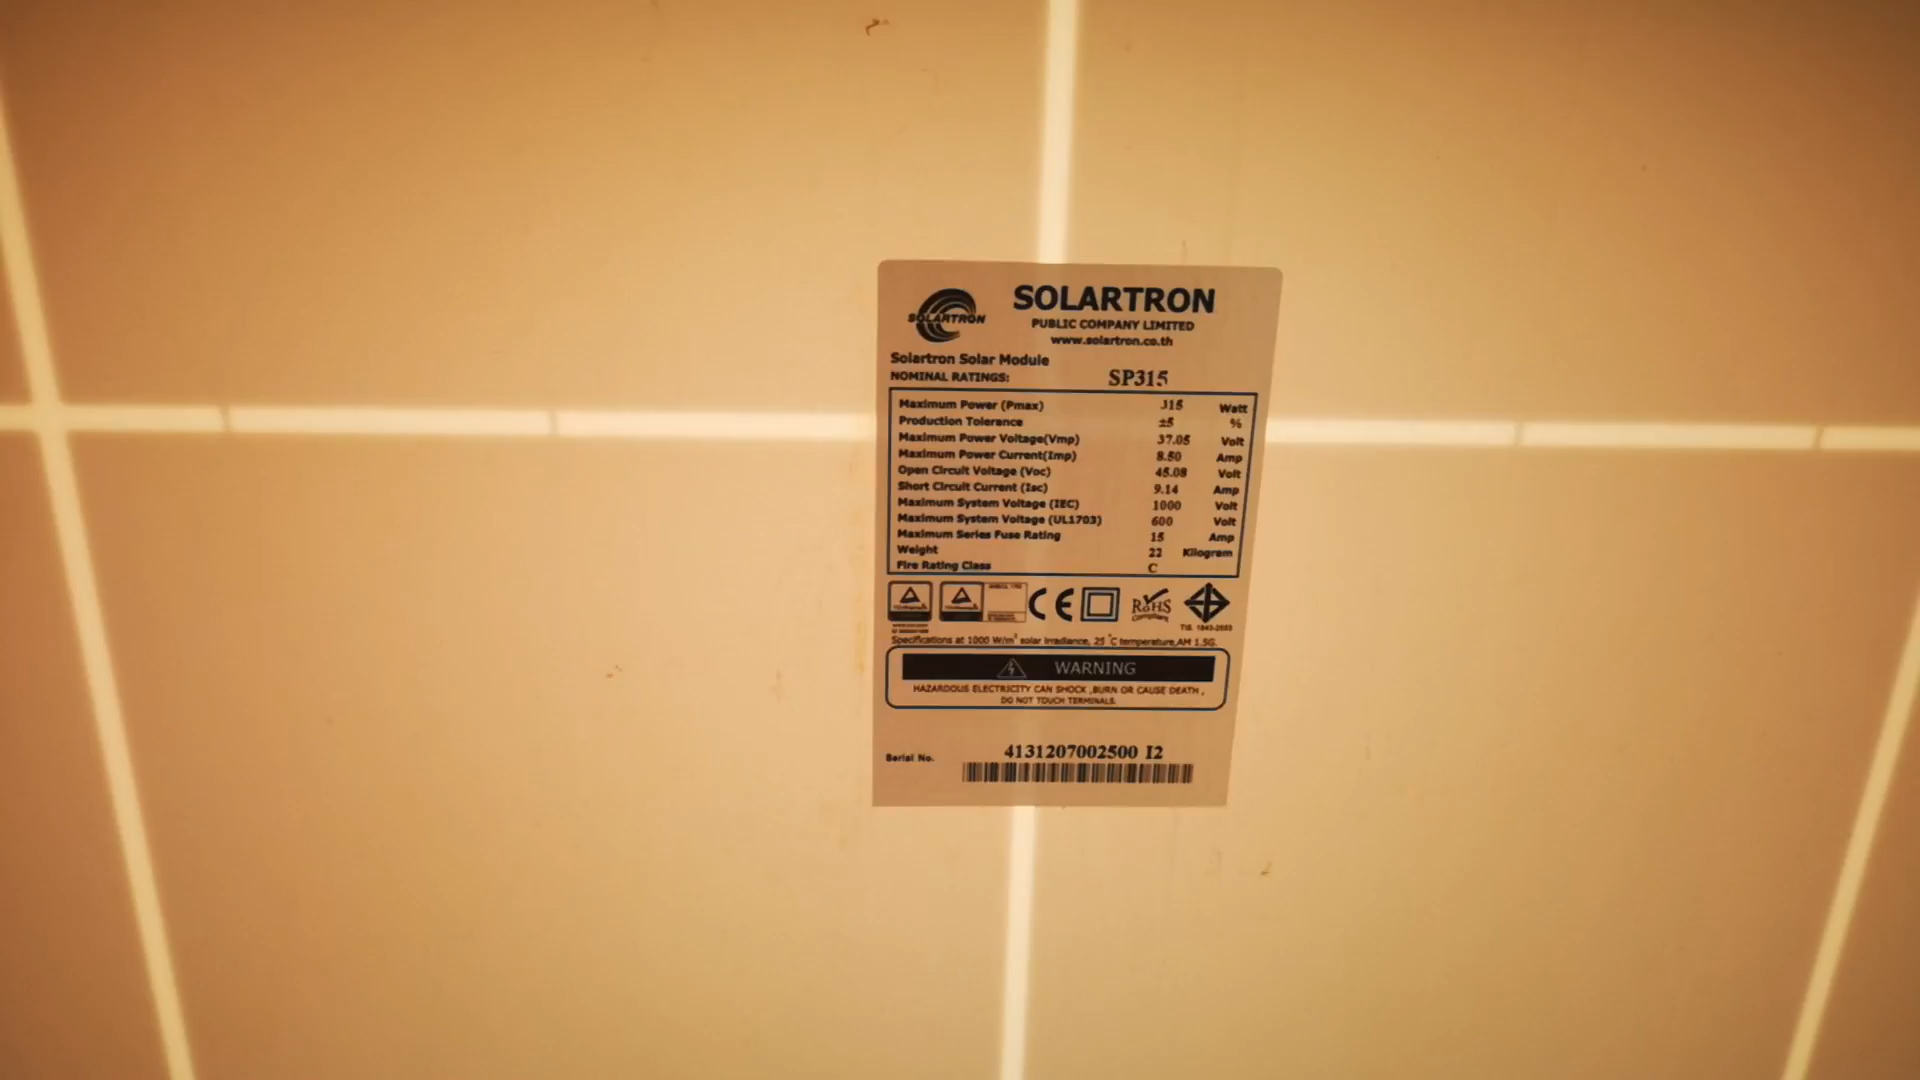 SOLARTRON
SOLARTRON
PUBLIC COMPANY LIMITED
www.solartron.co.th
Solartron Solar Module
NOMINAL RATINGS: SP315
Maximum Power (Pmax) 315 Watt
Production Tolerance ±5 %
Maximum Power Voltage(Vmp) 37.05 Volt
Maximum Power Current(Imp) 8.50 Amp
Open Circuit Voltage (Voc) 45.08 Volt
Short Circuit Current (Isc) 9.14 Amp
Maximum System Voltage (IEC) 1000 Volt
Maximum System Voltage (UL1703) 600 Volt
Maximum Series Fuse Rating 15 Amp
Weight 22 Kilogram
Fire Rating Class C
CE
RoHS
Compliant
TIS. 1843-2553
Specifications at 1000 W/m² solar irradiance, 25 °C temperature,AM 1.5G.
WARNING
HAZARDOUS ELECTRICITY CAN SHOCK ,BURN OR CAUSE DEATH ,
DO NOT TOUCH TERMINALS.
Serial No. 4131207002500 I2